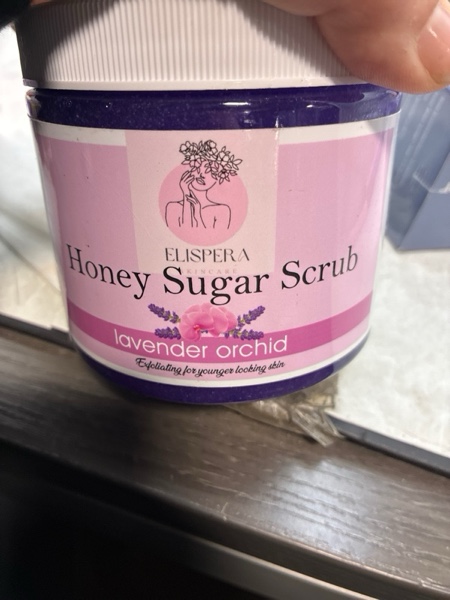 ELISPERA
SKINCARE
Honey Sugar Scrub
lavender orchid
Exfoliating for younger looking skin